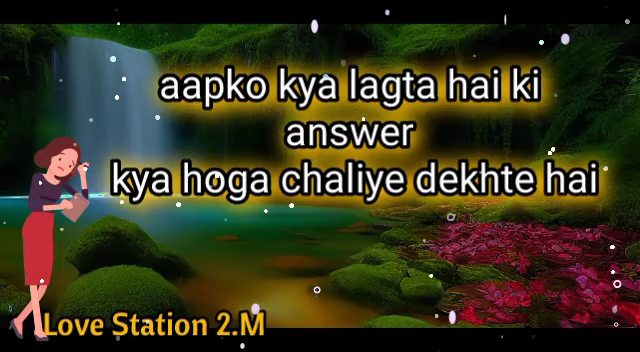 aapko kya lagta hai ki
answer
kya hoga chaliye dekhte hai
Love Station 2.M